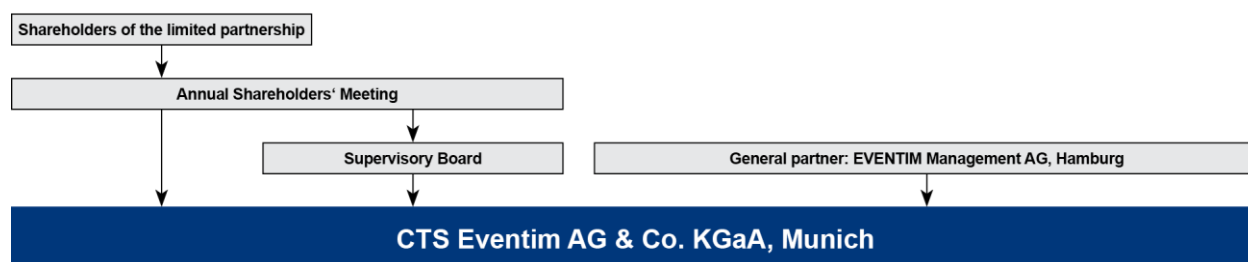 Shareholders of the limited partnership
Annual Shareholders‘ Meeting
Supervisory Board
General partner: EVENTIM Management AG, Hamburg
CTS Eventim AG & Co. KGaA, Munich